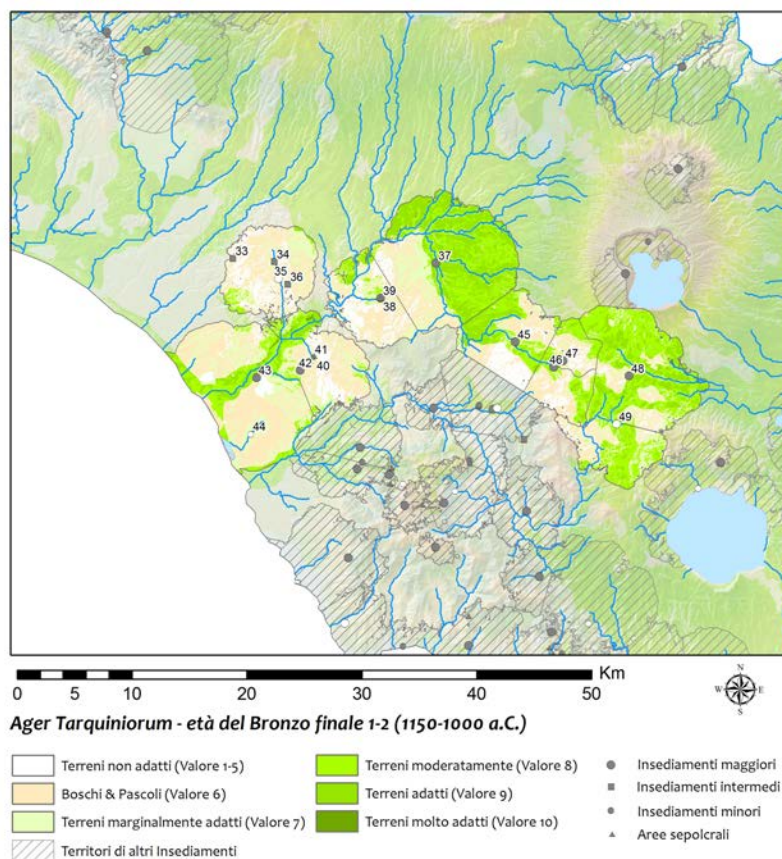 33
34
35
36
37
39
38
41
40
42
43
44
45
46
47
48
49
Km
0 10 20 30 40 50
N
W E
S
Ager Tarquiniorum - età del Bronzo finale 1-2 (1150-1000 a.C.)
Terreni non adatti (Valore 1-5)
Boschi & Pascoli (Valore 6)
Terreni marginalmente adatti (Valore 7)
Territori di altri Insediamenti
Terreni moderatamente (Valore 8)
Terreni adatti (Valore 9)
Terreni molto adatti (Valore 10)
Insediamenti maggiori
Insediamenti intermedi
Insediamenti minori
Aree sepolcrali